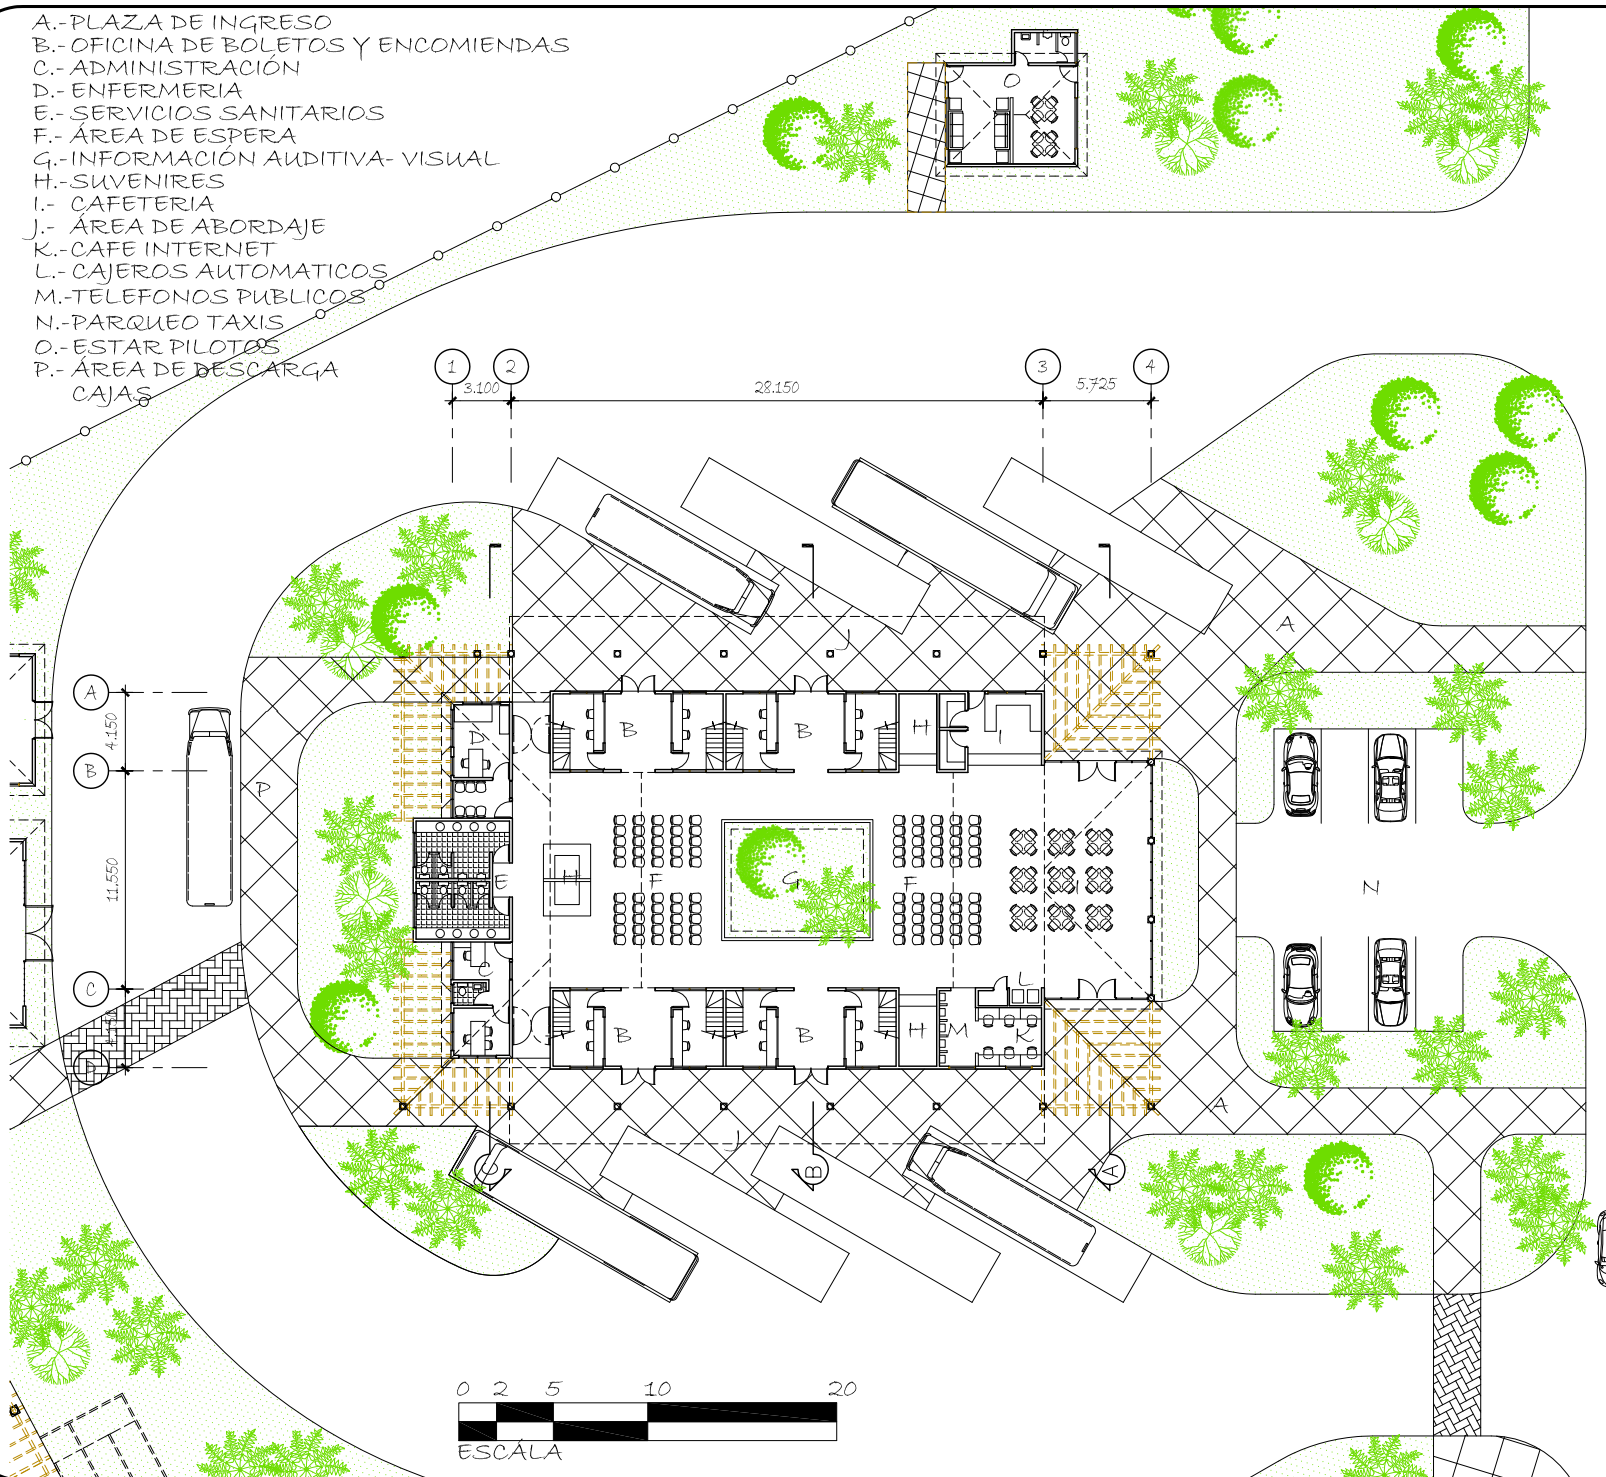 A.-PLAZA DE INGRESO
B.-OFICINA DE BOLETOS Y ENCOMIENDAS
C.-ADMINISTRACIÓN
D.-ENFERMERIA
E.-SERVICIOS SANITARIOS
F.- ÁREA DE ESPERA
G.-INFORMACIÓN AUDITIVA- VISUAL
H.-SUVENIRES
I.- CAFETERIA
J.- ÁREA DE ABORDAJE
K.-CAFE INTERNET
L.-CAJEROS AUTOMATICOS
M.-TELEFONOS PUBLICOS
N.-PARQUEO TAXIS
O.-ESTAR PILOTOS
P.- ÁREA DE DESCARGA
CAJAS
O
1 2 3 4
3.100 28.150 5.725
A
J
A
4.150
D B B H I
B
P
11.550
E H F G F I
N
C
C L
B B H M K
D
A
J
C B A
0 2 5 10 20
ESCÁLA